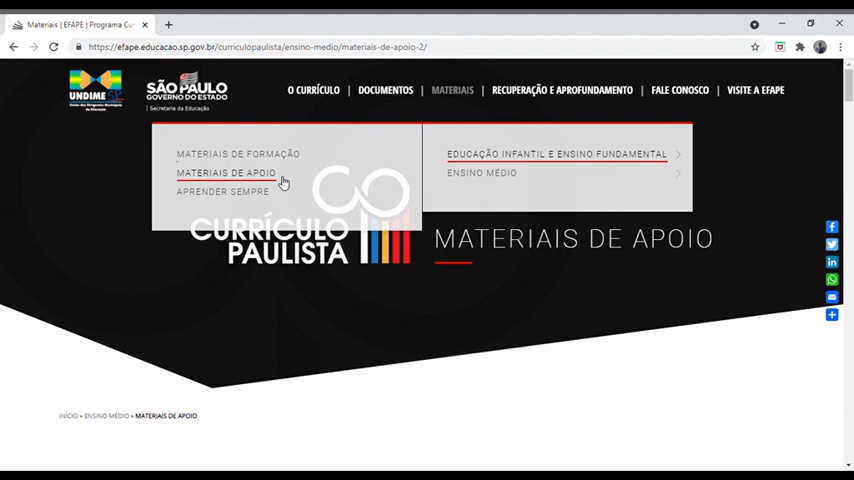 Materiais | EFAPE | Programa Cur
https://efape.educacao.sp.gov.br/curriculopaulista/ensino-medio/materiais-de-apoio-2/
UNDIME SP
SÃO PAULO
GOVERNO DO ESTADO
Secretaria da Educação
O CURRÍCULO | DOCUMENTOS | MATERIAIS | RECUPERAÇÃO E APROFUNDAMENTO | FALE CONOSCO | VISITE A EFAPE
MATERIAIS DE FORMAÇÃO
MATERIAIS DE APOIO
APRENDER SEMPRE
EDUCAÇÃO INFANTIL E ENSINO FUNDAMENTAL
ENSINO MÉDIO
CURRÍCULO
PAULISTA
MATERIAIS DE APOIO
INÍCIO » ENSINO MÉDIO » MATERIAIS DE APOIO